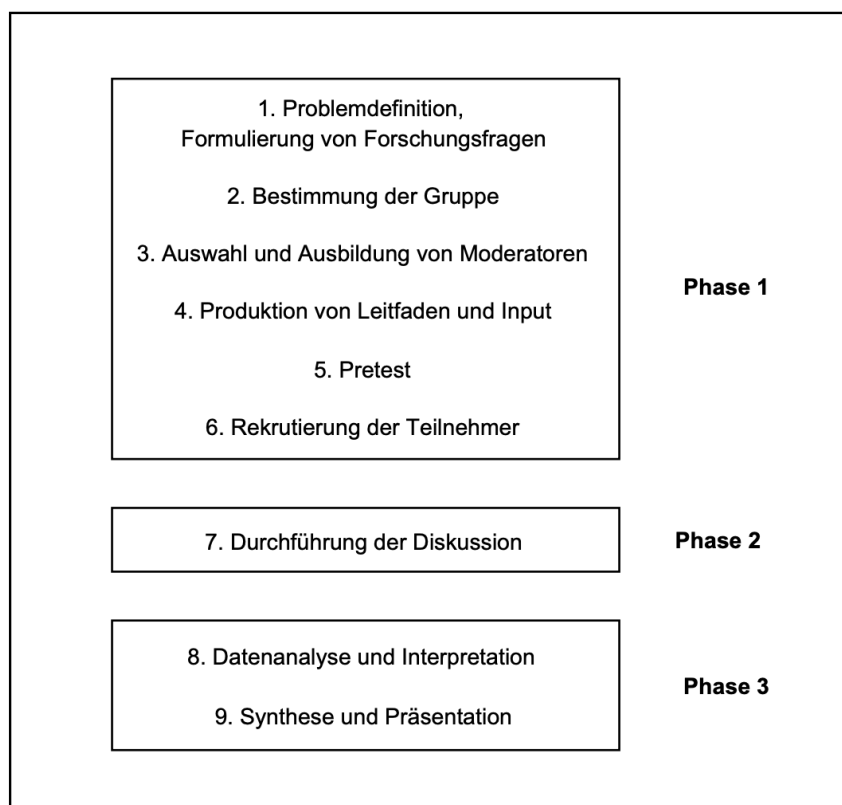 1. Problemdefinition,
Formulierung von Forschungsfragen
2. Bestimmung der Gruppe
3. Auswahl und Ausbildung von Moderatoren
4. Produktion von Leitfaden und Input
5. Pretest
6. Rekrutierung der Teilnehmer
Phase 1
7. Durchführung der Diskussion
Phase 2
8. Datenanalyse und Interpretation
9. Synthese und Präsentation
Phase 3